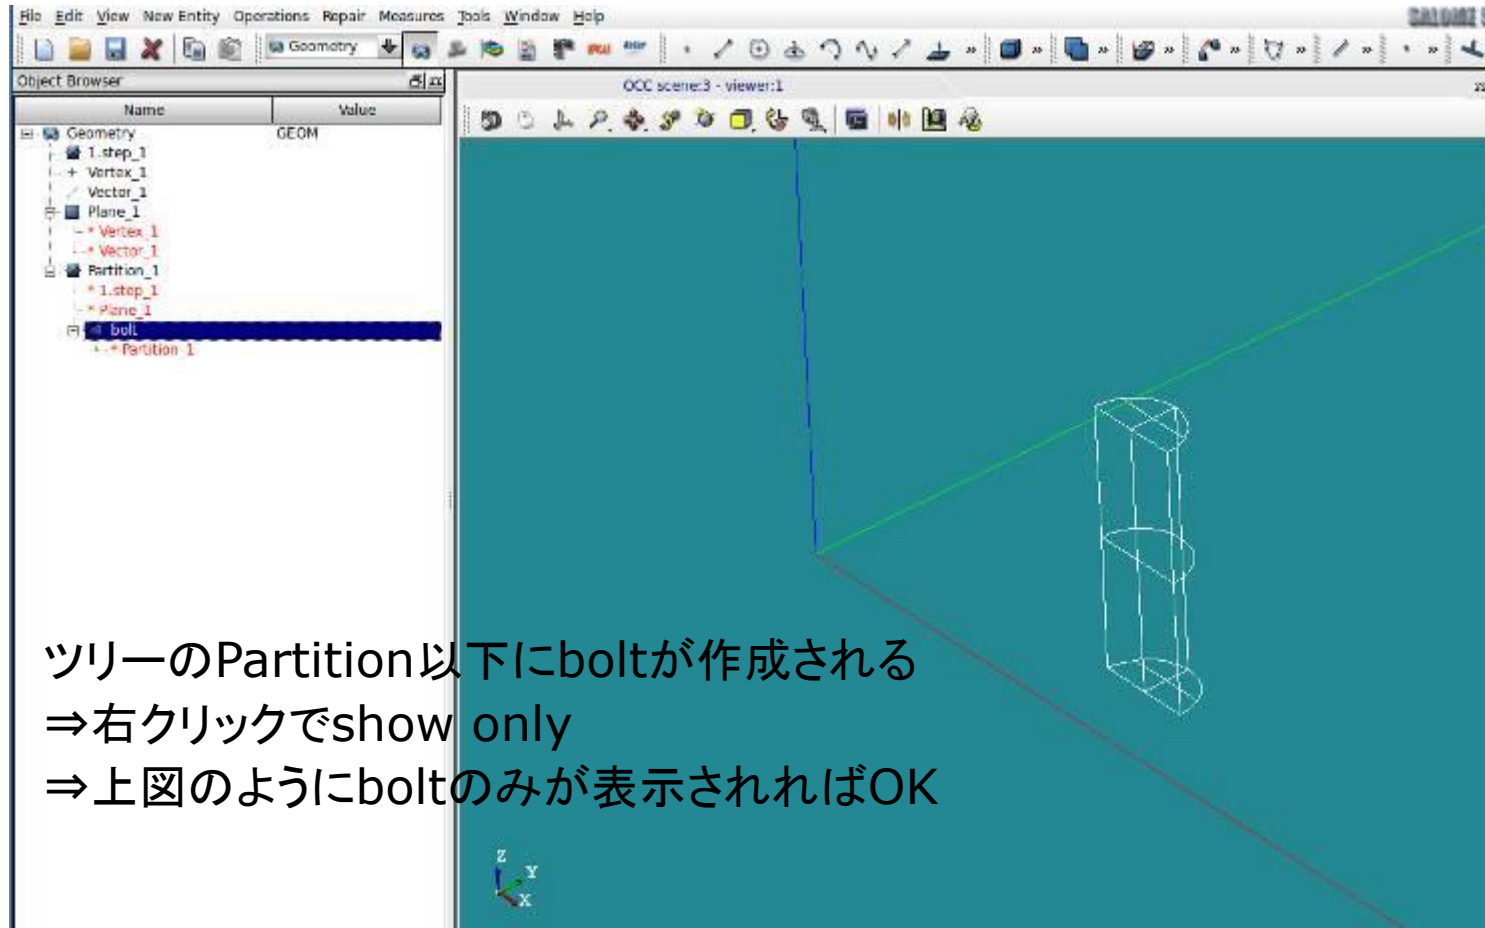 File Edit View New Entity Operations Repair Measures Tools Window Help
Geometry
Object Browser
OCC scene:3 - viewer:1
Name Value
Geometry GEOM
1.step_1
Vertex_1
Vector_1
Plane_1
* Vertex_1
* Vector_1
Partition_1
* 1.step_1
* Plane_1
bolt
* Partition_1
ツリーのPartition以下にboltが作成される
⇒右クリックでshow only
⇒上図のようにboltのみが表示されればOK
Z
Y
X